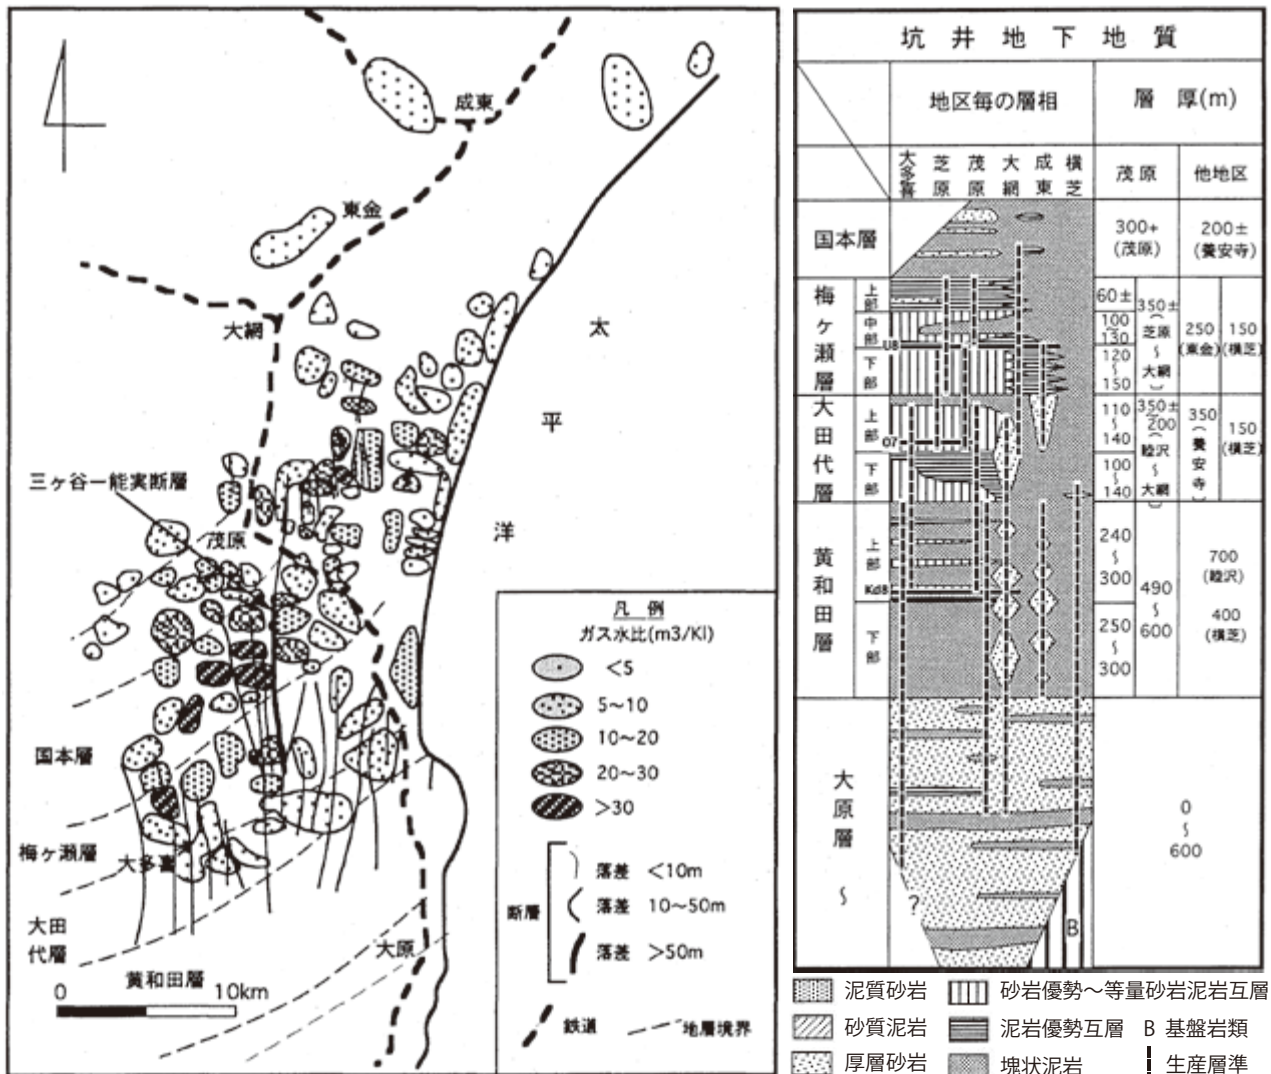 成東
東金
大網
太
平
洋
三ヶ谷ー能実断層
茂原
国本層
梅ヶ瀬層
大多喜
大田
代層
黄和田層
大原
0 10km
凡 例
ガス水比(m3/Kl)
<5
5〜10
10〜20
20〜30
>30
断層
落差 <10m
落差 10〜50m
落差 >50m
鉄道
地層境界
坑井地下地質
地区毎の層相
層 厚(m)
大多喜
芝原
茂原
大網
成東
横芝
茂原
他地区
国本層
300+
(茂原)
200±
(養安寺)
梅ヶ瀬層
上部
中部
U8
下部
60±
100
〜
130
120
〜
150
350±
(芝原〜大網)
250
(東金)
150
(横芝)
大田代層
上部
O7
下部
110
〜
140
100
〜
140
350±
200
(睦沢〜大網)
350
(養安寺)
150
(横芝)
黄和田層
上部
Kd8
下部
240
〜
300
250
〜
300
490
〜
600
700
(睦沢)
400
(横芝)
大原層
〜
?
B
0
〜
600
泥質砂岩
砂岩優勢〜等量砂岩泥岩互層
砂質泥岩
泥岩優勢互層
B 基盤岩類
厚層砂岩
塊状泥岩
生産層準